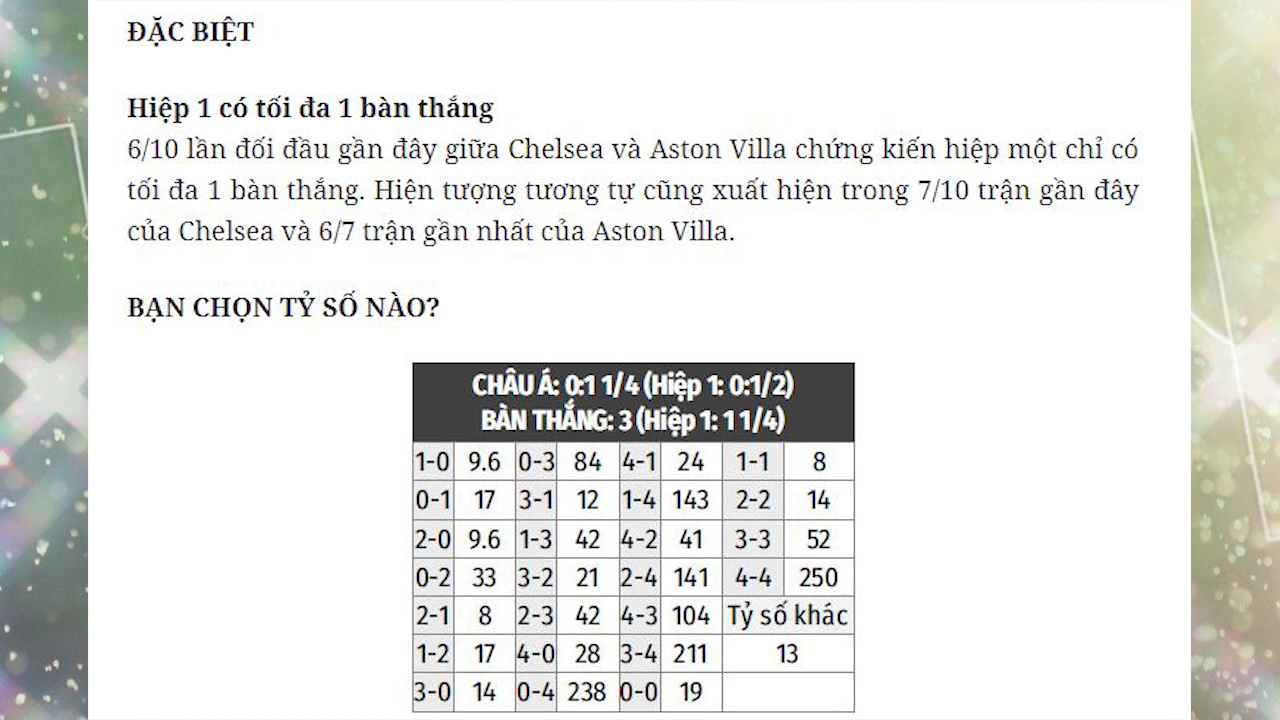 ĐẶC BIỆT
Hiệp 1 có tối đa 1 bàn thắng
6/10 lần đối đầu gần đây giữa Chelsea và Aston Villa chứng kiến hiệp một chỉ có
tối đa 1 bàn thắng. Hiện tượng tương tự cũng xuất hiện trong 7/10 trận gần đây
của Chelsea và 6/7 trận gần nhất của Aston Villa.
BẠN CHỌN TỶ SỐ NÀO?
CHÂU Á: 0:1 1/4 (Hiệp 1: 0:1/2)
BÀN THẮNG: 3 (Hiệp 1: 1 1/4)
1-0 9.6 0-3 84 4-1 24 1-1 8
0-1 17 3-1 12 1-4 143 2-2 14
2-0 9.6 1-3 42 4-2 41 3-3 52
0-2 33 3-2 21 2-4 141 4-4 250
2-1 8 2-3 42 4-3 104 Tỷ số khác
1-2 17 4-0 28 3-4 211 13
3-0 14 0-4 238 0-0 19